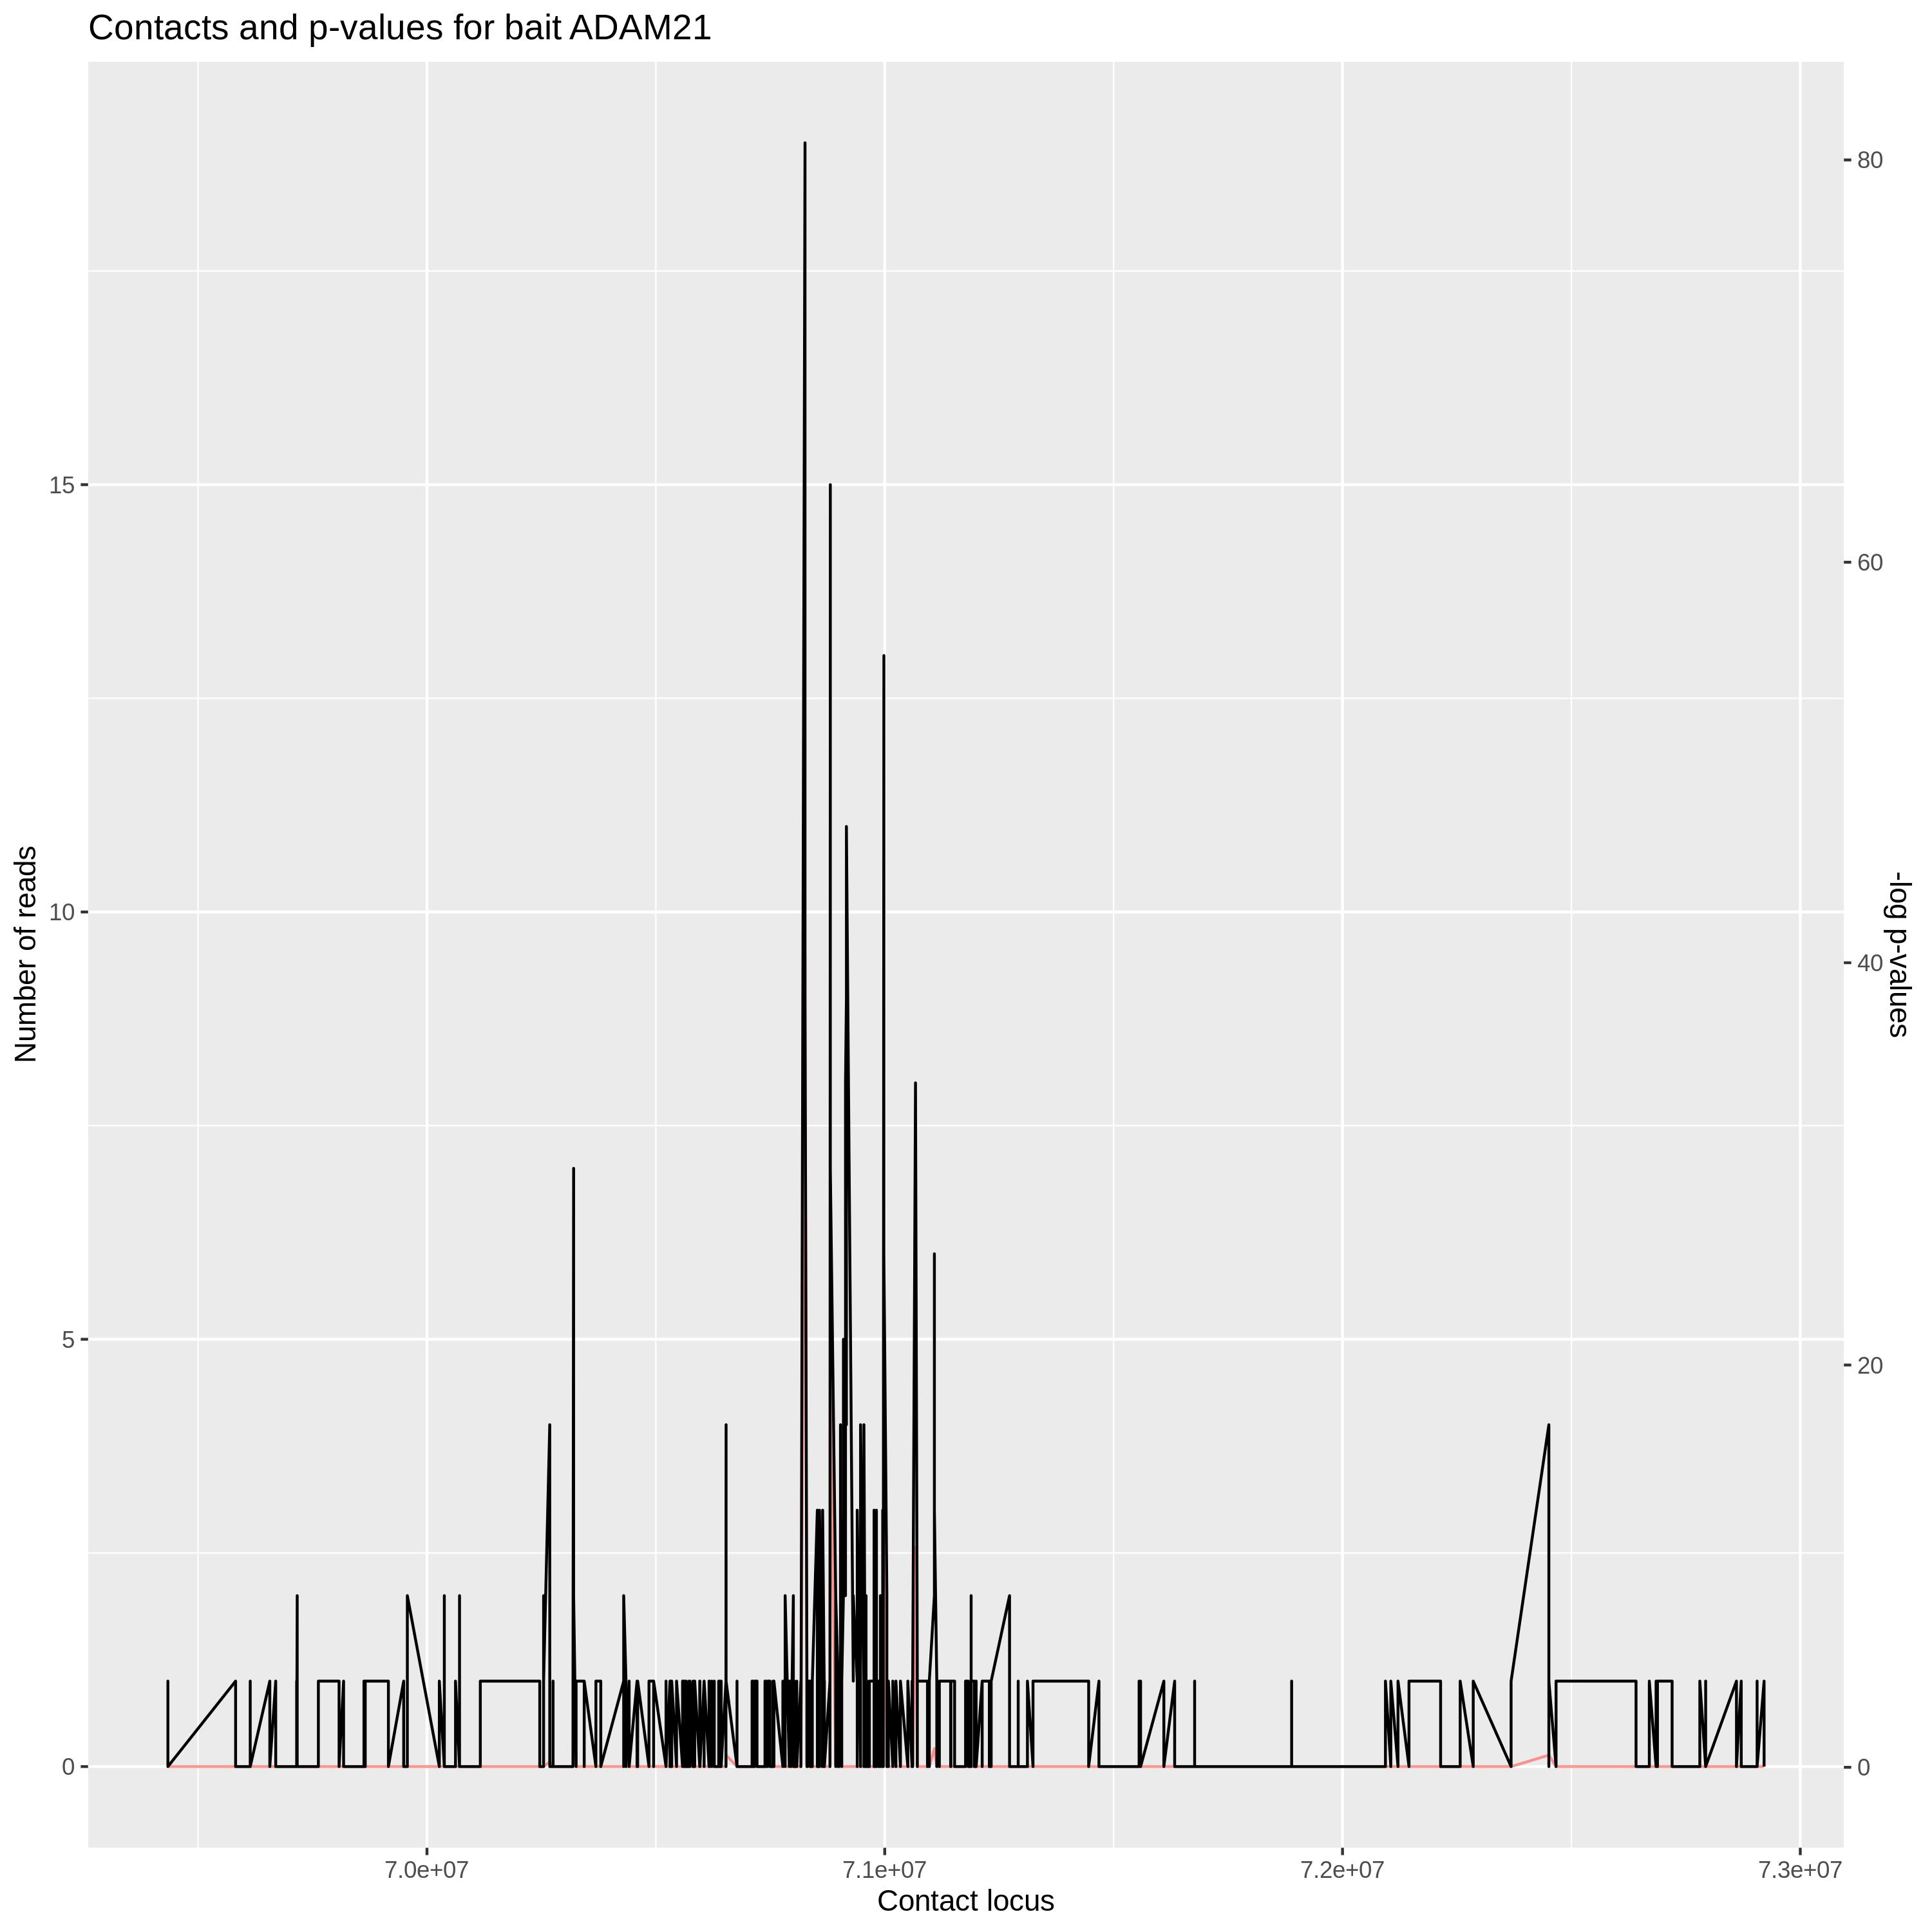 Contacts and p-values for bait ADAM21
Number of reads
15
10
5
0
80
60
40
20
0
-log p-values
7.0e+07
7.1e+07
7.2e+07
7.3e+07
Contact locus